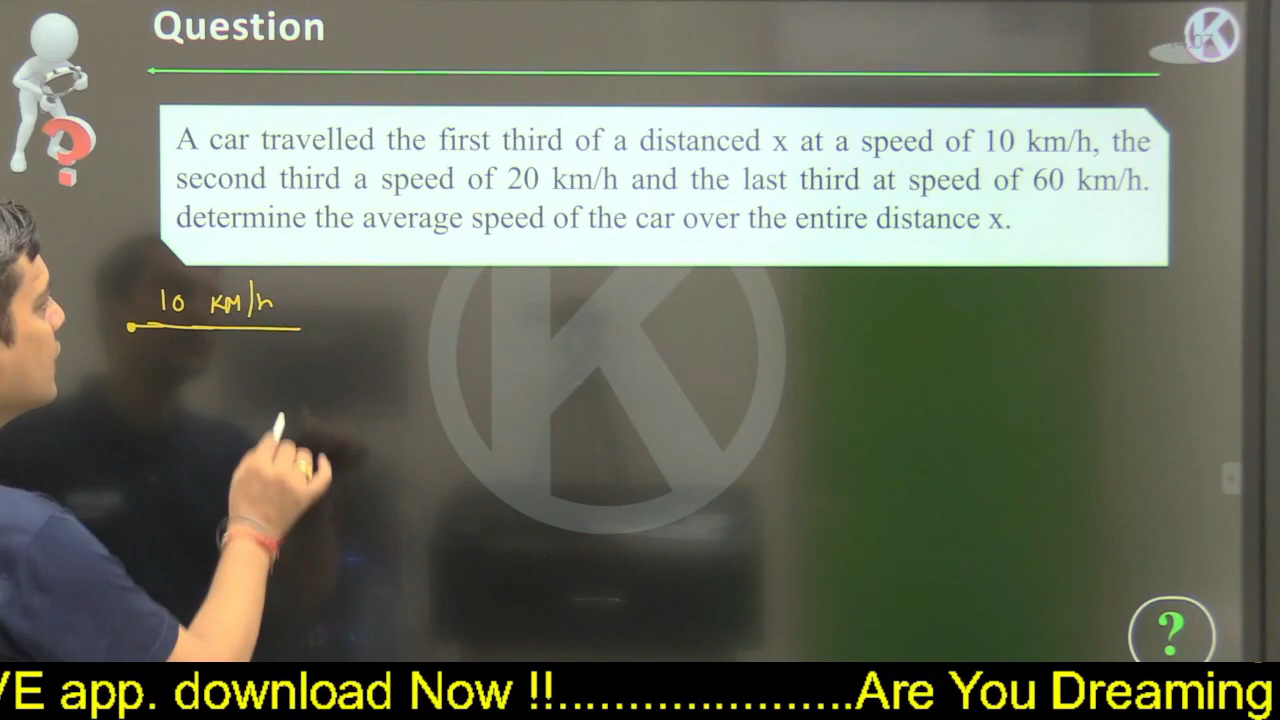 Question
A car travelled the first third of a distanced x at a speed of 10 km/h, the
second third a speed of 20 km/h and the last third at speed of 60 km/h.
determine the average speed of the car over the entire distance x.
10 KM/h
K
?
VE app. download Now !!......................Are You Dreaming